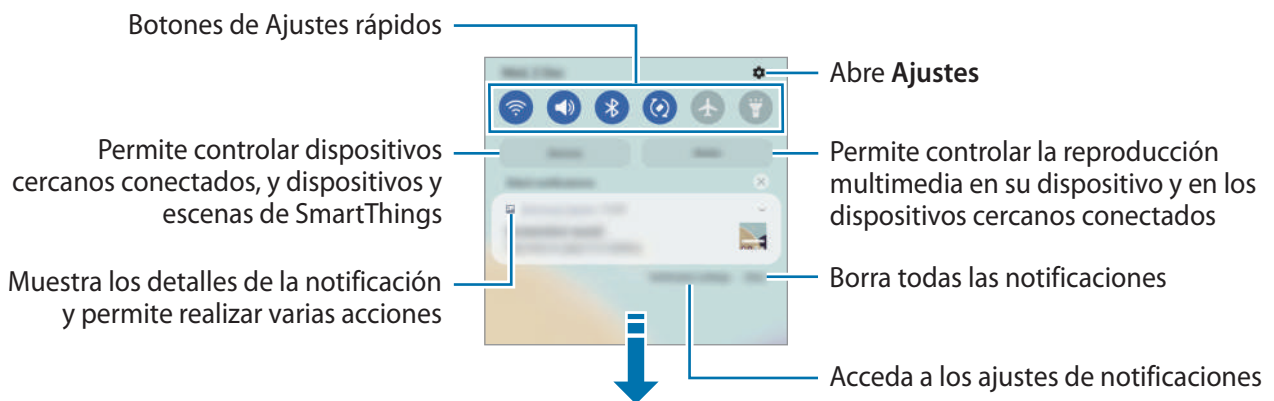 Botones de Ajustes rápidos
Abre Ajustes
Permite controlar dispositivos
cercanos conectados, y dispositivos y
escenas de SmartThings
Permite controlar la reproducción
multimedia en su dispositivo y en los
dispositivos cercanos conectados
Muestra los detalles de la notificación
y permite realizar varias acciones
Borra todas las notificaciones
Acceda a los ajustes de notificaciones